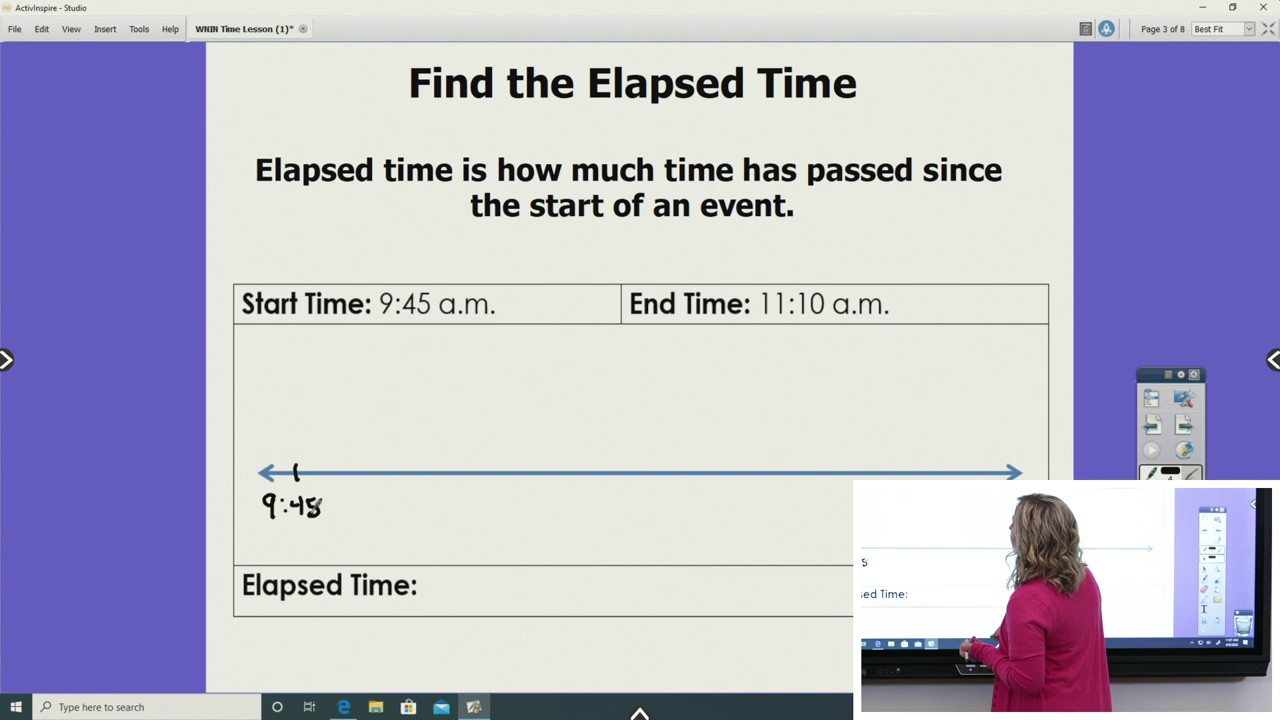 ActivInspire - Studio
File Edit View Insert Tools Help WNIN Time Lesson (1)* Page 3 of 8 Best Fit
Find the Elapsed Time
Elapsed time is how much time has passed since
the start of an event.
Start Time: 9:45 a.m. End Time: 11:10 a.m.
9:45
Elapsed Time:
sed Time:
Type here to search